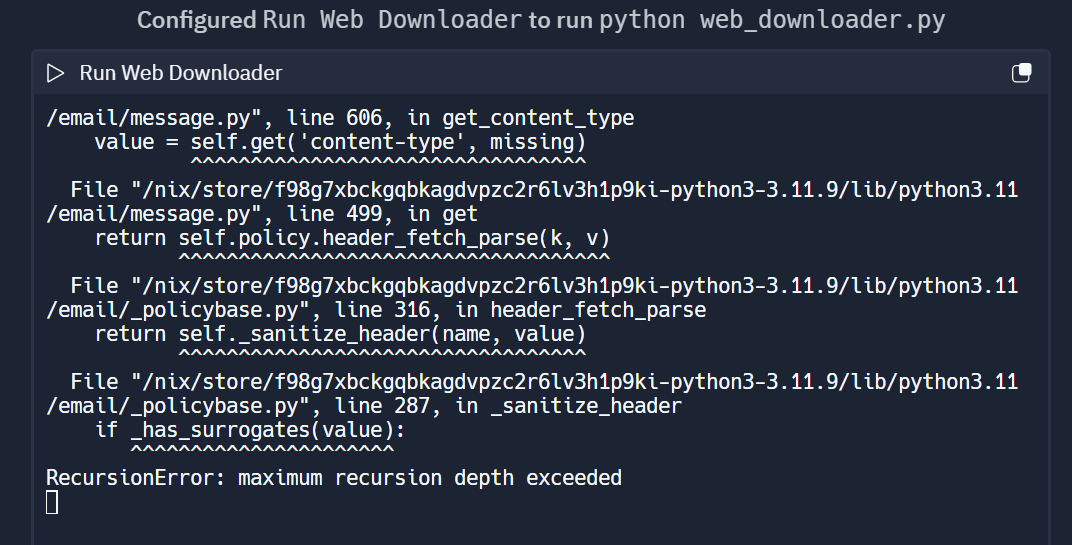 Configured Run Web Downloader to run python web_downloader.py
Run Web Downloader
/email/message.py", line 606, in get_content_type
    value = self.get('content-type', missing)
            ^^^^^^^^^^^^^^^^^^^^^^^^^^^^^^^^^
  File "/nix/store/f98g7xbckgqbkagdvpzc2r6lv3h1p9ki-python3-3.11.9/lib/python3.11
/email/message.py", line 499, in get
    return self.policy.header_fetch_parse(k, v)
           ^^^^^^^^^^^^^^^^^^^^^^^^^^^^^^^^^^^^
  File "/nix/store/f98g7xbckgqbkagdvpzc2r6lv3h1p9ki-python3-3.11.9/lib/python3.11
/email/_policybase.py", line 316, in header_fetch_parse
    return self._sanitize_header(name, value)
           ^^^^^^^^^^^^^^^^^^^^^^^^^^^^^^^^^^
  File "/nix/store/f98g7xbckgqbkagdvpzc2r6lv3h1p9ki-python3-3.11.9/lib/python3.11
/email/_policybase.py", line 287, in _sanitize_header
    if _has_surrogates(value):
       ^^^^^^^^^^^^^^^^^^^^^^
RecursionError: maximum recursion depth exceeded